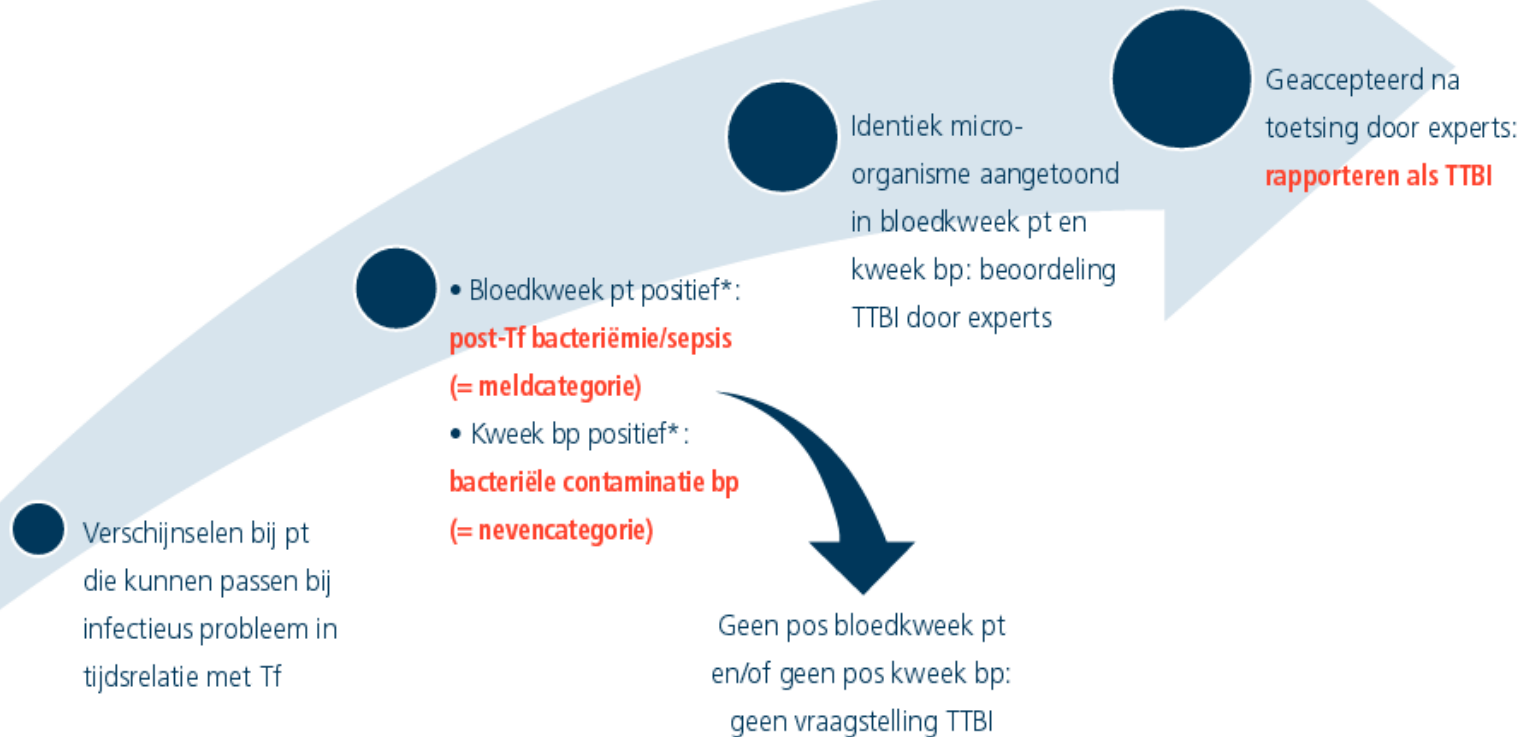 Verschijnselen bij pt
die kunnen passen bij
infectieus probleem in
tijdsrelatie met Tf
• Bloedkweek pt positief*:
post-Tf bacteriëmie/sepsis
(= meldcategorie)
• Kweek bp positief*:
bacteriële contaminatie bp
(= nevencategorie)
Geen pos bloedkweek pt
en/of geen pos kweek bp:
geen vraagstelling TTBI
Identiek micro-
organisme aangetoond
in bloedkweek pt en
kweek bp: beoordeling
TTBI door experts
Geaccepteerd na
toetsing door experts:
rapporteren als TTBI